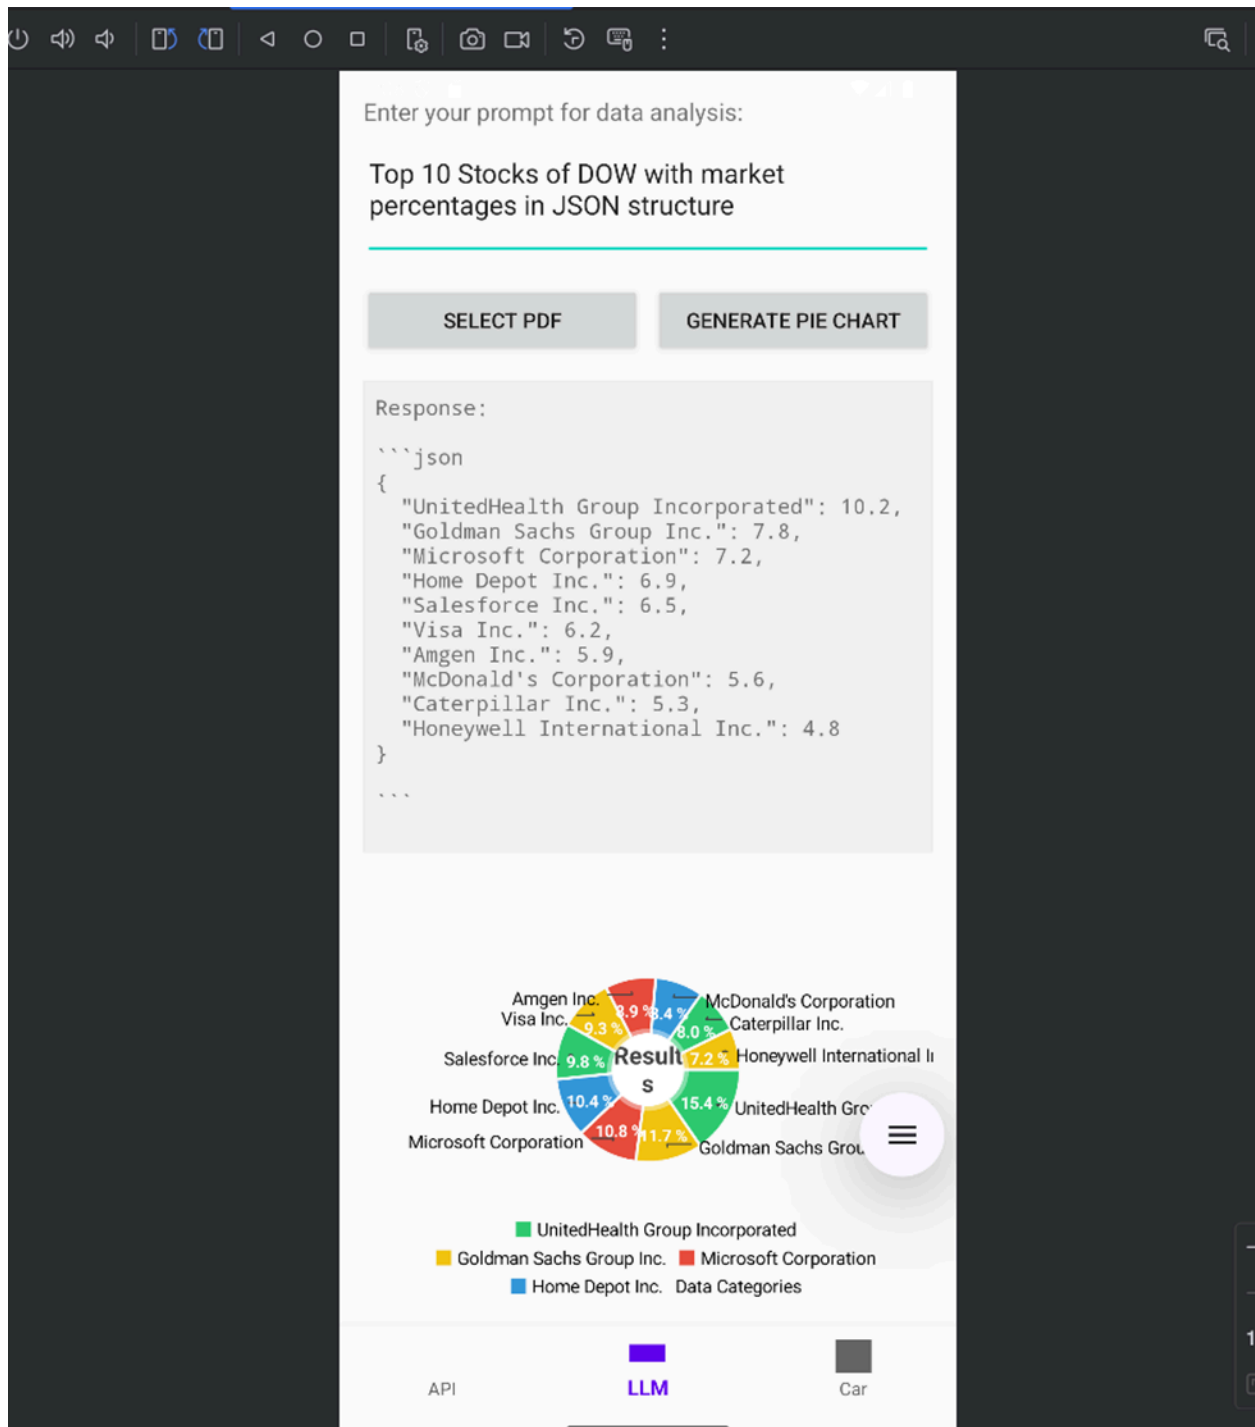 Enter your prompt for data analysis:
Top 10 Stocks of DOW with market
percentages in JSON structure
SELECT PDF
GENERATE PIE CHART
Response:
```json
{
"UnitedHealth Group Incorporated": 10.2,
"Goldman Sachs Group Inc.": 7.8,
"Microsoft Corporation": 7.2,
"Home Depot Inc.": 6.9,
"Salesforce Inc.": 6.5,
"Visa Inc.": 6.2,
"Amgen Inc.": 5.9,
"McDonald's Corporation": 5.6,
"Caterpillar Inc.": 5.3,
"Honeywell International Inc.": 4.8
}
```
Amgen Inc.
8.9 %
8.4 %
McDonald's Corporation
Visa Inc.
9.3 %
8.0 %
Caterpillar Inc.
Salesforce Inc.
9.8 %
Result
s
7.2 %
Honeywell International
Home Depot Inc.
10.4 %
15.4 %
UnitedHealth
Microsoft Corporation
10.8 %
11.7 %
Goldman Sachs
UnitedHealth Group Incorporated
Goldman Sachs Group Inc. Microsoft Corporation
Home Depot Inc. Data Categories
API
LLM
Car